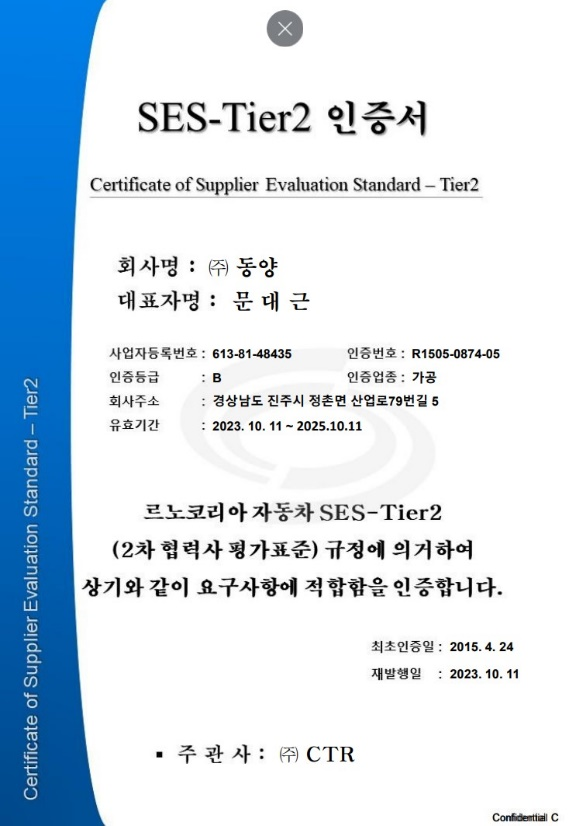 SES-Tier2 인증서
Certificate of Supplier Evaluation Standard – Tier2
회사명 : ㈜ 동양
대표자명 : 문 대 근
사업자등록번호 : 613-81-48435 인증번호 : R1505-0874-05
인증등급 : B 인증업종 : 가공
회사주소 : 경상남도 진주시 정촌면 산업로79번길 5
유효기간 : 2023. 10. 11 ~ 2025.10.11
르노코리아 자동차 SES-Tier2
(2차 협력사 평가표준) 규정에 의거하여
상기와 같이 요구사항에 적합함을 인증합니다.
최초인증일 : 2015. 4. 24
재발행일 : 2023. 10. 11
▪ 주 관 사 : ㈜ CTR
Certificate of Supplier Evaluation Standard – Tier2
Confidential C